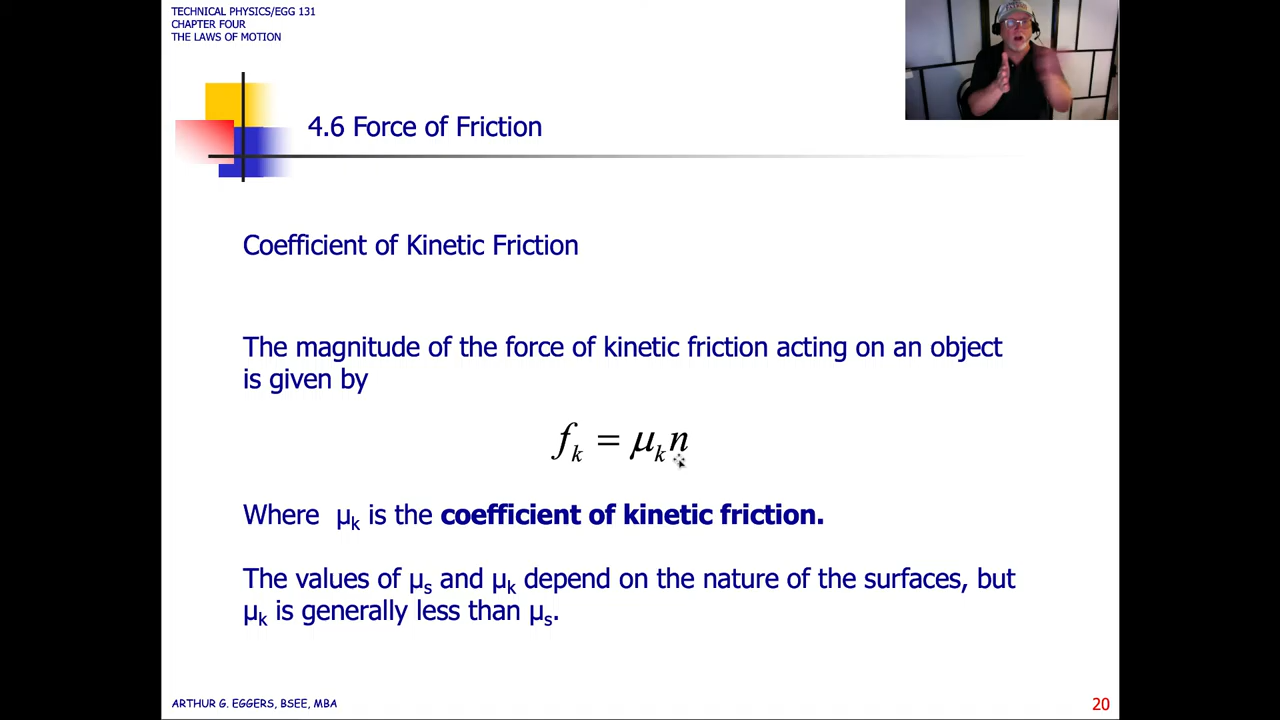 TECHNICAL PHYSICS/EGG 131
CHAPTER FOUR
THE LAWS OF MOTION
4.6 Force of Friction
Coefficient of Kinetic Friction
The magnitude of the force of kinetic friction acting on an object
is given by
fₖ = μₖn
Where μₖ is the coefficient of kinetic friction.
The values of μₛ and μₖ depend on the nature of the surfaces, but
μₖ is generally less than μₛ.
ARTHUR G. EGGERS, BSEE, MBA
20